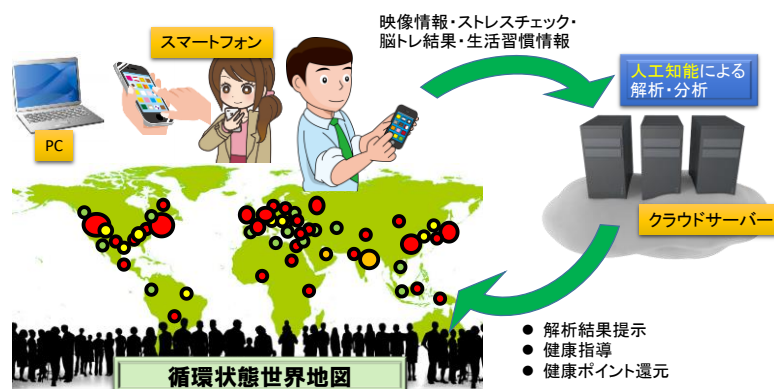 スマートフォン
PC
映像情報・ストレスチェック・
脳トレ結果・生活習慣情報
人工知能による
解析・分析
クラウドサーバー
● 解析結果提示
● 健康指導
● 健康ポイント還元
循環状態世界地図